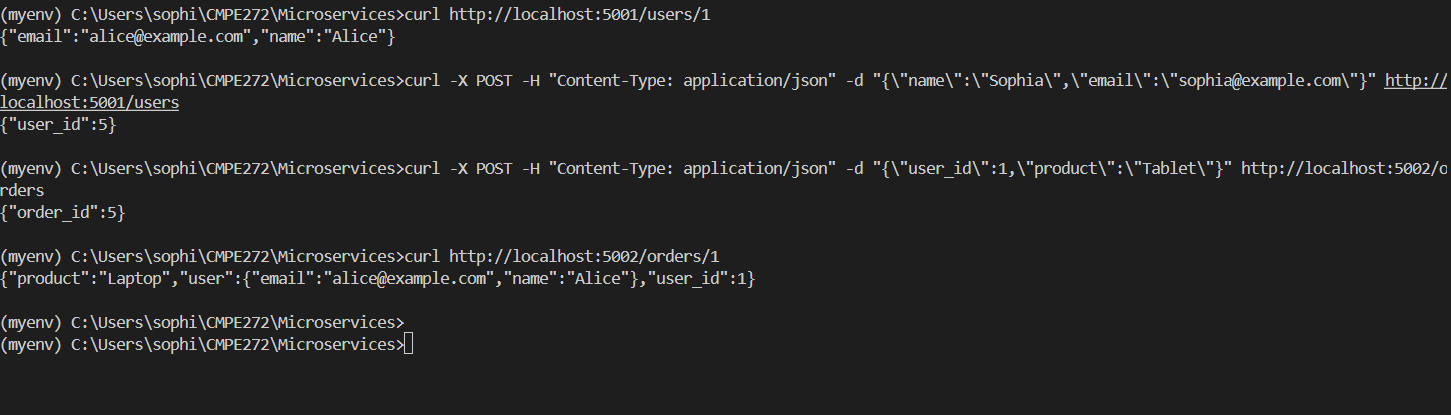 (myenv) C:\Users\sophi\CMPE272\Microservices>curl http://localhost:5001/users/1
{"email":"alice@example.com","name":"Alice"}
(myenv) C:\Users\sophi\CMPE272\Microservices>curl -X POST -H "Content-Type: application/json" -d "{\"name\":\"Sophia\",\"email\":\"sophia@example.com\"}" http://
localhost:5001/users
{"user_id":5}
(myenv) C:\Users\sophi\CMPE272\Microservices>curl -X POST -H "Content-Type: application/json" -d "{\"user_id\":1,\"product\":\"Tablet\"}" http://localhost:5002/o
rders
{"order_id":5}
(myenv) C:\Users\sophi\CMPE272\Microservices>curl http://localhost:5002/orders/1
{"product":"Laptop","user":{"email":"alice@example.com","name":"Alice"},"user_id":1}
(myenv) C:\Users\sophi\CMPE272\Microservices>
(myenv) C:\Users\sophi\CMPE272\Microservices>